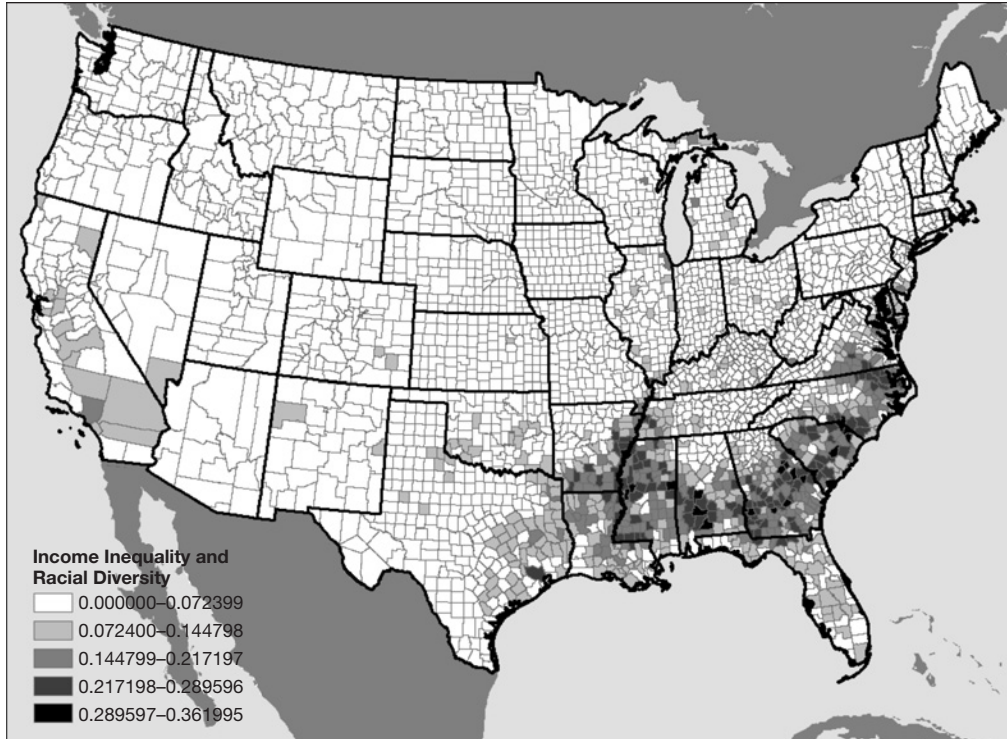 Income Inequality and
Racial Diversity
0.000000–0.072399
0.072400–0.144798
0.144799–0.217197
0.217198–0.289596
0.289597–0.361995